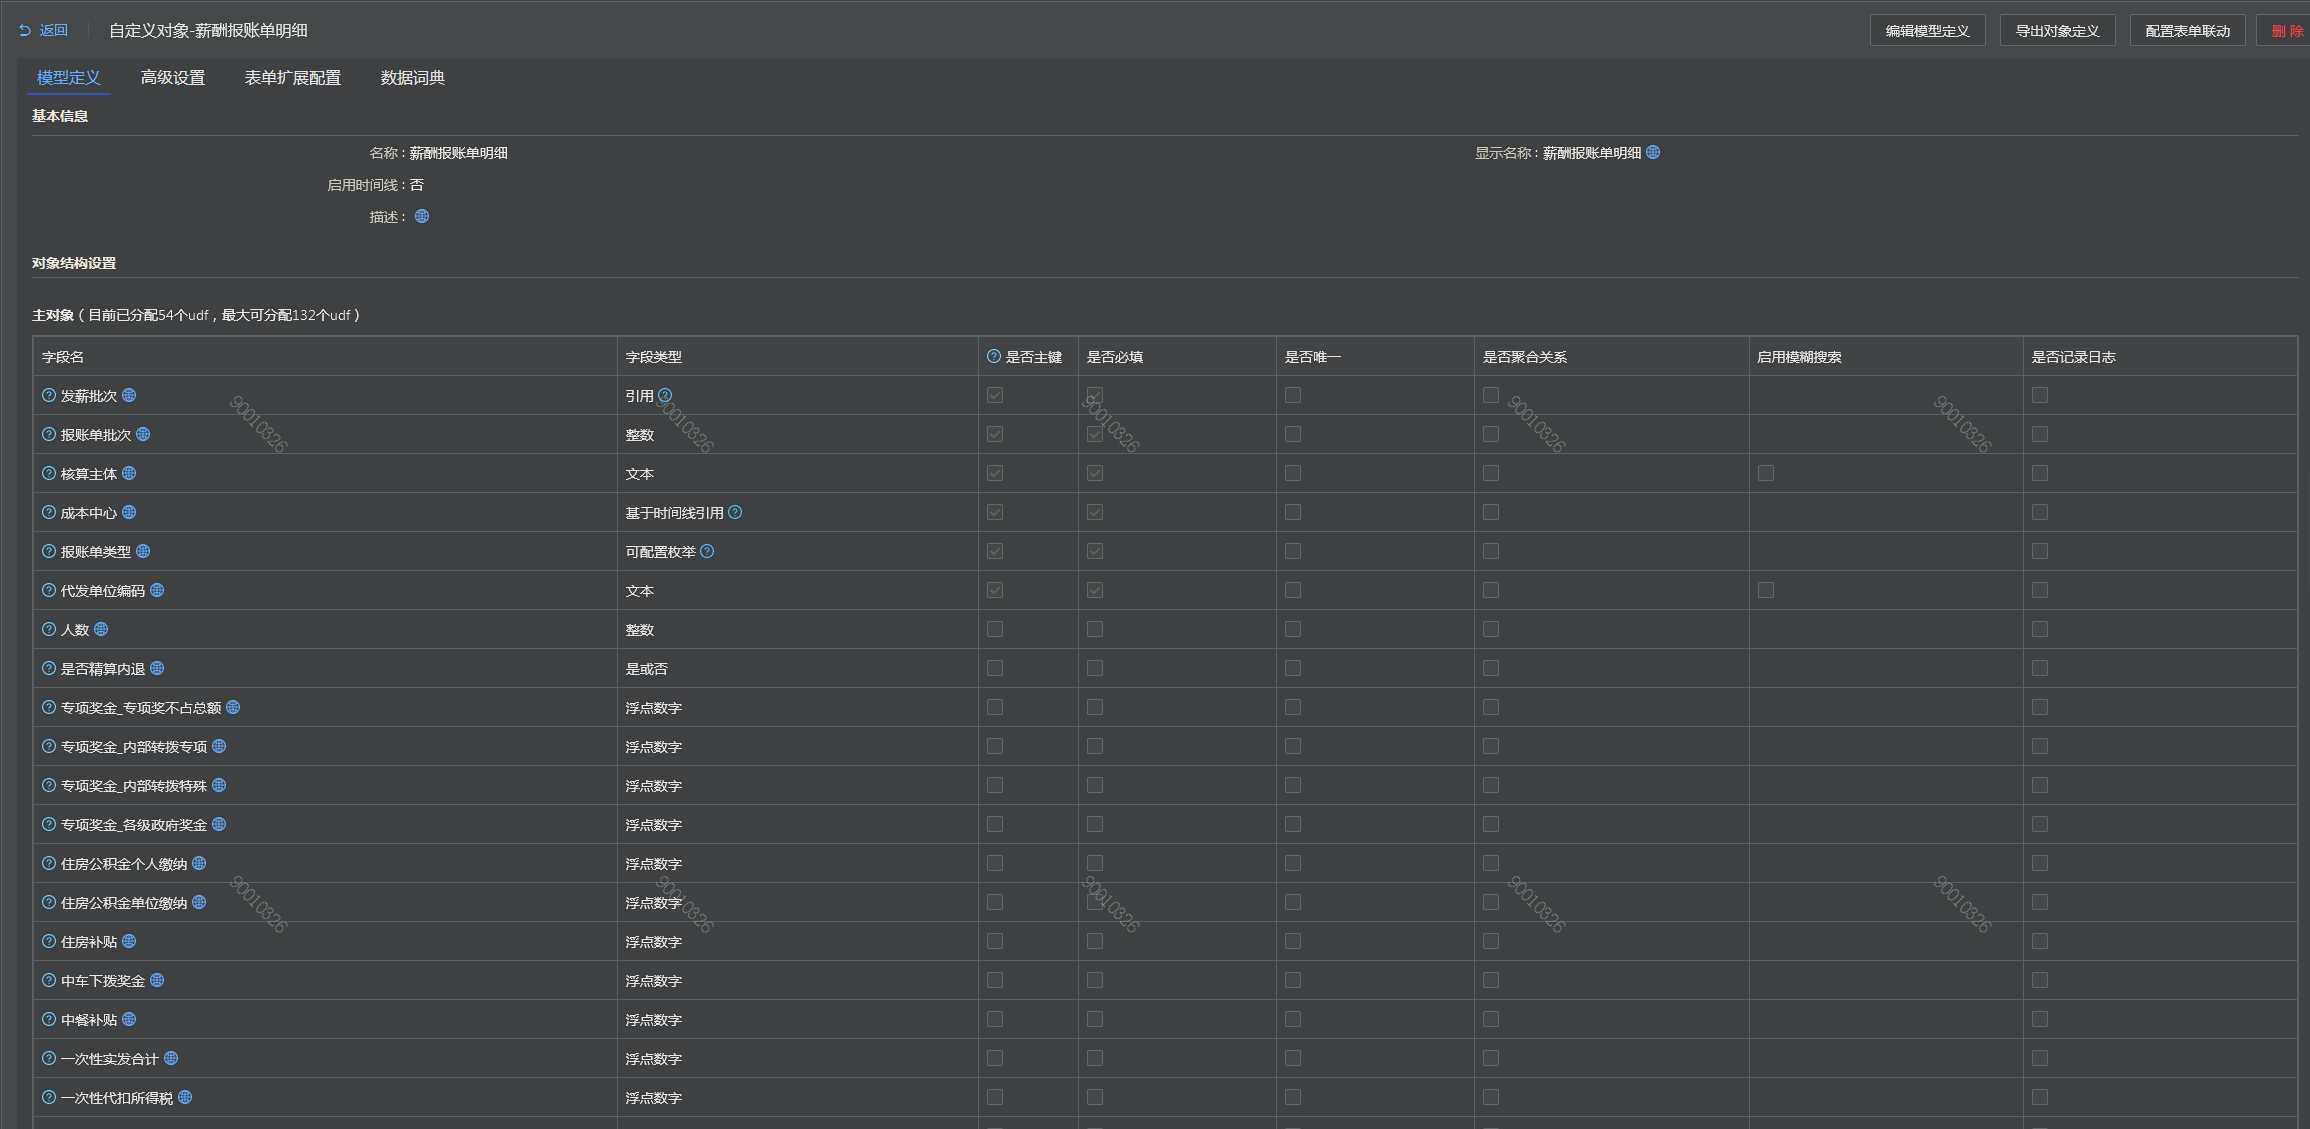 返回 自定义对象-薪酬报账单明细 编辑模型定义 导出对象定义 配置表单联动 删 除
模型定义 高级设置 表单扩展配置 数据词典
基本信息
名称：薪酬报账单明细 显示名称：薪酬报账单明细
启用时间线：否
描述：
对象结构设置
主对象（目前已分配54个udf，最大可分配132个udf）
字段名 字段类型 是否主键 是否必填 是否唯一 是否聚合关系 启用模糊搜索 是否记录日志
发薪批次 引用
90010326 90010326 90010326 90010326 90010326
报账单批次 整数
核算主体 文本
成本中心 基于时间线引用
报账单类型 可配置枚举
代发单位编码 文本
人数 整数
是否精算内退 是或否
专项奖金_专项奖不占总额 浮点数字
专项奖金_内部转拨专项 浮点数字
专项奖金_内部转拨特殊 浮点数字
专项奖金_各级政府奖金 浮点数字
住房公积金个人缴纳 浮点数字
90010326 90010326 90010326 90010326 90010326
住房公积金单位缴纳 浮点数字
住房补贴 浮点数字
中车下拨奖金 浮点数字
中餐补贴 浮点数字
一次性实发合计 浮点数字
一次性代扣所得税 浮点数字